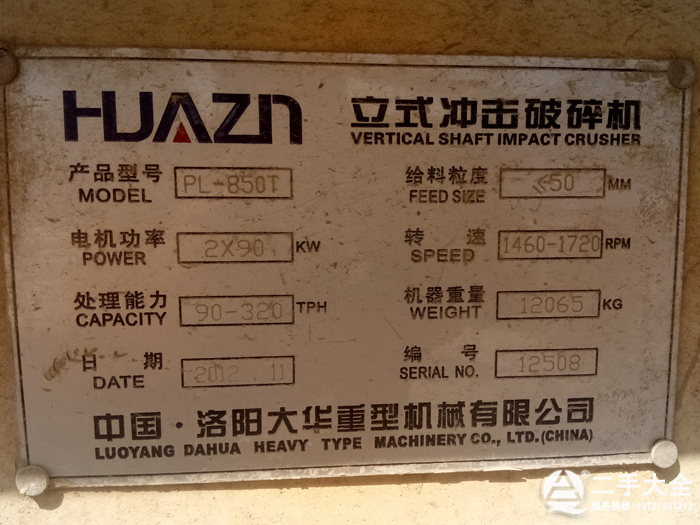 HUAZN 立式冲击破碎机
VERTICAL SHAFT IMPACT CRUSHER
产品型号 PL-850T
MODEL
给料粒度 ≤50 MM
FEED SIZE
电机功率 2X90 KW
POWER
转 速 1460-1720 RPM
SPEED
处理能力 90-320 TPH
CAPACITY
机器重量 12065 KG
WEIGHT
日 期 2012 11
DATE
编 号 12508
SERIAL NO.
中国·洛阳大华重型机械有限公司
LUOYANG DAHUA HEAVY TYPE MACHINERY CO., LTD.(CHINA)
二手大全